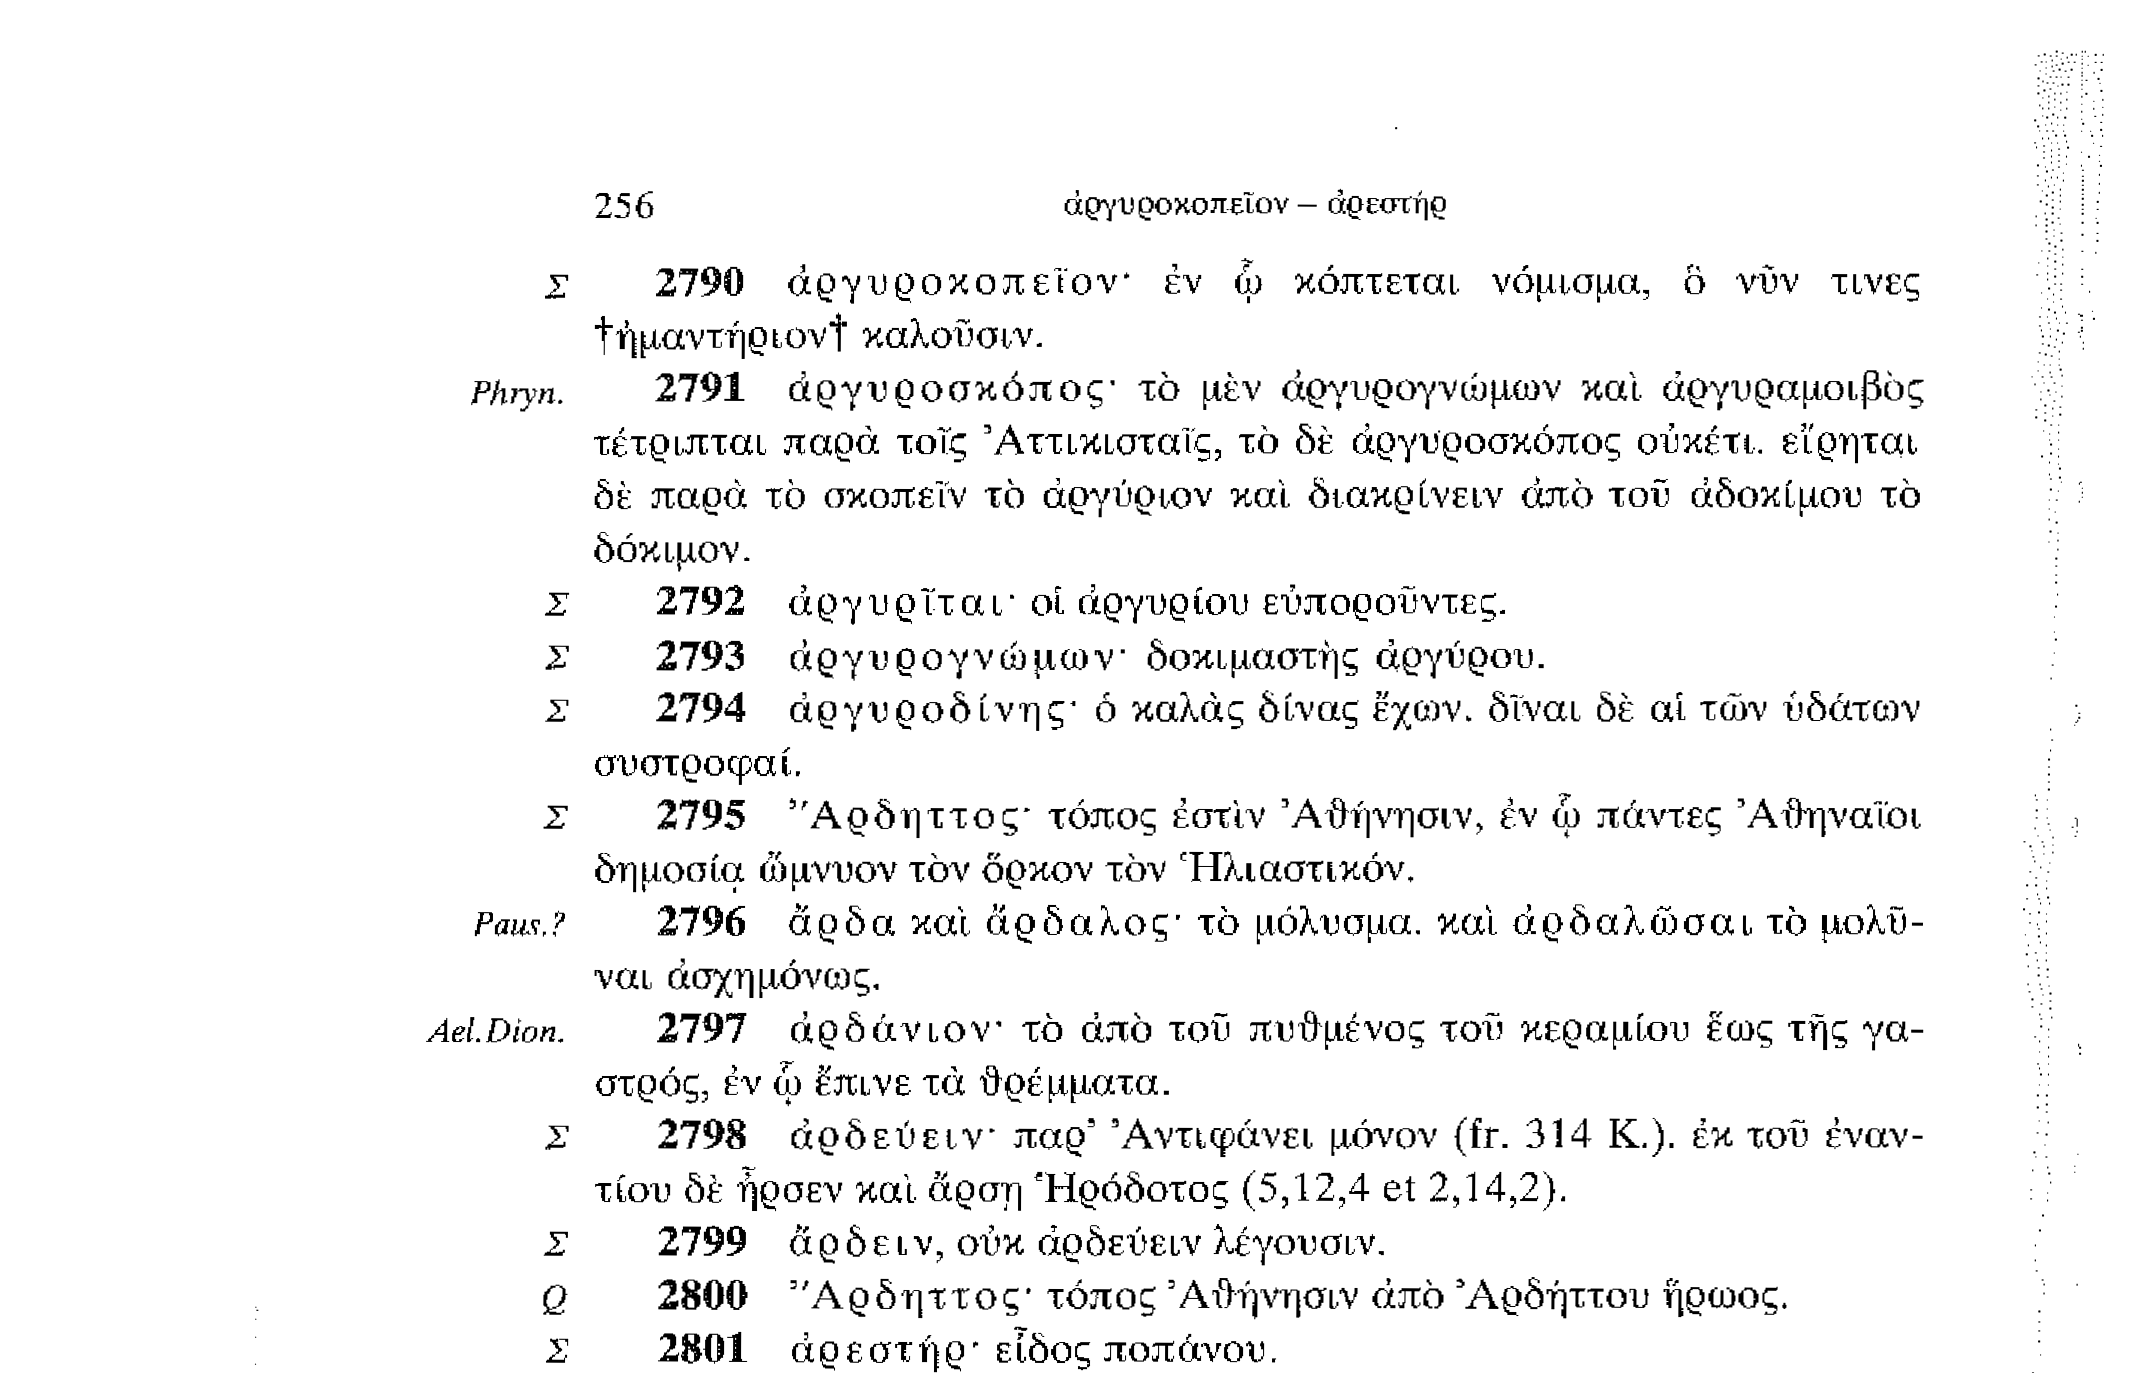 256 ἀργυροκοπεῖον – ἀρεστήρ
Σ 2790 ἀργυροκοπεῖον· ἐν ᾧ κόπτεται νόμισμα, ὃ νῦν τινες
†ἠμαντήριον† καλοῦσιν.
Phryn. 2791 ἀργυροσκόπος· τὸ μὲν ἀργυρογνώμων καὶ ἀργυραμοιβὸς
τέτριπται παρὰ τοῖς Ἀττικισταῖς, τὸ δὲ ἀργυροσκόπος οὐκέτι. εἴρηται
δὲ παρὰ τὸ σκοπεῖν τὸ ἀργύριον καὶ διακρίνειν ἀπὸ τοῦ ἀδοκίμου τὸ
δόκιμον.
Σ 2792 ἀργυρῖται· οἱ ἀργυρίου εὐποροῦντες.
Σ 2793 ἀργυρογνώμων· δοκιμαστὴς ἀργύρου.
Σ 2794 ἀργυροδίνης· ὁ καλὰς δίνας ἔχων. δῖναι δὲ αἱ τῶν ὑδάτων
συστροφαί.
Σ 2795 Ἄρδηττος· τόπος ἐστὶν Ἀθήνησιν, ἐν ᾧ πάντες Ἀθηναῖοι
δημοσίᾳ ὤμνυον τὸν ὅρκον τὸν Ἡλιαστικόν.
Paus.? 2796 ἄρδα καὶ ἄρδαλος· τὸ μόλυσμα. καὶ ἀρδαλῶσαι τὸ μολῦ-
ναι ἀσχημόνως.
Ael.Dion. 2797 ἀρδάνιον· τὸ ἀπὸ τοῦ πυθμένος τοῦ κεραμίου ἕως τῆς γα-
στρός, ἐν ᾧ ἔπινε τὰ θρέμματα.
Σ 2798 ἀρδεύειν· παρ’ Ἀντιφάνει μόνον (fr. 314 K.). ἐκ τοῦ ἐναν-
τίου δὲ ἦρσεν καὶ ἄρσῃ Ἡρόδοτος (5,12,4 et 2,14,2).
Σ 2799 ἄρδειν, οὐκ ἀρδεύειν λέγουσιν.
Q 2800 Ἄρδηττος· τόπος Ἀθήνησιν ἀπὸ Ἀρδήττου ἥρωος.
Σ 2801 ἀρεστήρ· εἶδος ποπάνου.